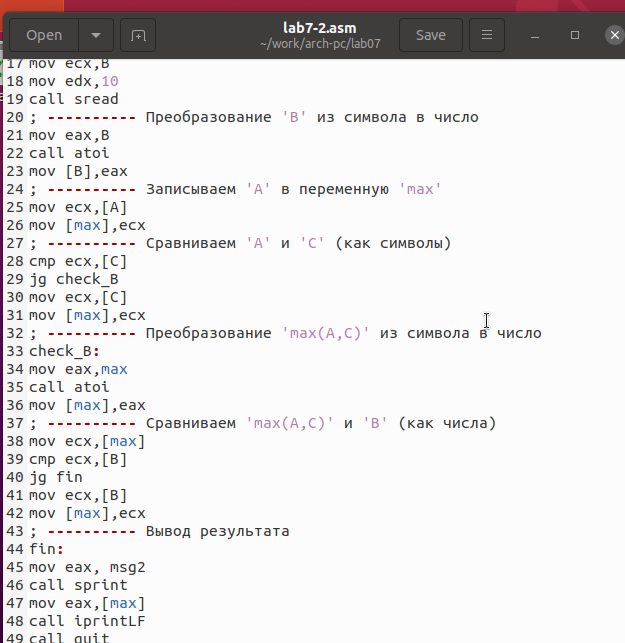 Open
lab7-2.asm
~/work/arch-pc/lab07
Save
17 mov ecx,B
18 mov edx,10
19 call sread
20 ; ---------- Преобразование 'B' из символа в число
21 mov eax,B
22 call atoi
23 mov [B],eax
24 ; ---------- Записываем 'A' в переменную 'max'
25 mov ecx,[A]
26 mov [max],ecx
27 ; ---------- Сравниваем 'A' и 'C' (как символы)
28 cmp ecx,[C]
29 jg check_B
30 mov ecx,[C]
31 mov [max],ecx
32 ; ---------- Преобразование 'max(A,C)' из символа в число
33 check_B:
34 mov eax,max
35 call atoi
36 mov [max],eax
37 ; ---------- Сравниваем 'max(A,C)' и 'B' (как числа)
38 mov ecx,[max]
39 cmp ecx,[B]
40 jg fin
41 mov ecx,[B]
42 mov [max],ecx
43 ; ---------- Вывод результата
44 fin:
45 mov eax, msg2
46 call sprint
47 mov eax,[max]
48 call iprintLF
49 call quit